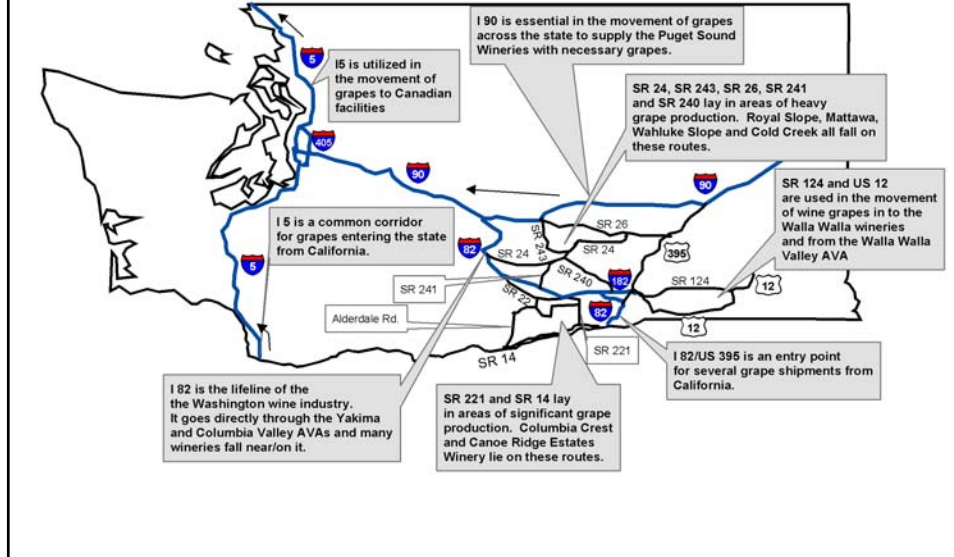 I 90 is essential in the movement of grapes
across the state to supply the Puget Sound
Wineries with necessary grapes.
5
I5 is utilized in
the movement of
grapes to Canadian
facilities
SR 24, SR 243, SR 26, SR 241
and SR 240 lay in areas of heavy
grape production. Royal Slope, Mattawa,
Wahluke Slope and Cold Creek all fall on
these routes.
405
90
90
SR 124 and US 12
are used in the movement
of wine grapes in to the
Walla Walla wineries
and from the Walla Walla
Valley AVA
I 5 is a common corridor
for grapes entering the state
from California.
SR 26
SR 243
82
SR 24
SR 24
395
5
SR 241
SR 240
182
SR 124
12
SR 22
Alderdale Rd.
82
12
SR 14
SR 221
I 82/US 395 is an entry point
for several grape shipments from
California.
I 82 is the lifeline of the
the Washington wine industry.
It goes directly through the Yakima
and Columbia Valley AVAs and many
wineries fall near/on it.
SR 221 and SR 14 lay
in areas of significant grape
production. Columbia Crest
and Canoe Ridge Estates
Winery lie on these routes.